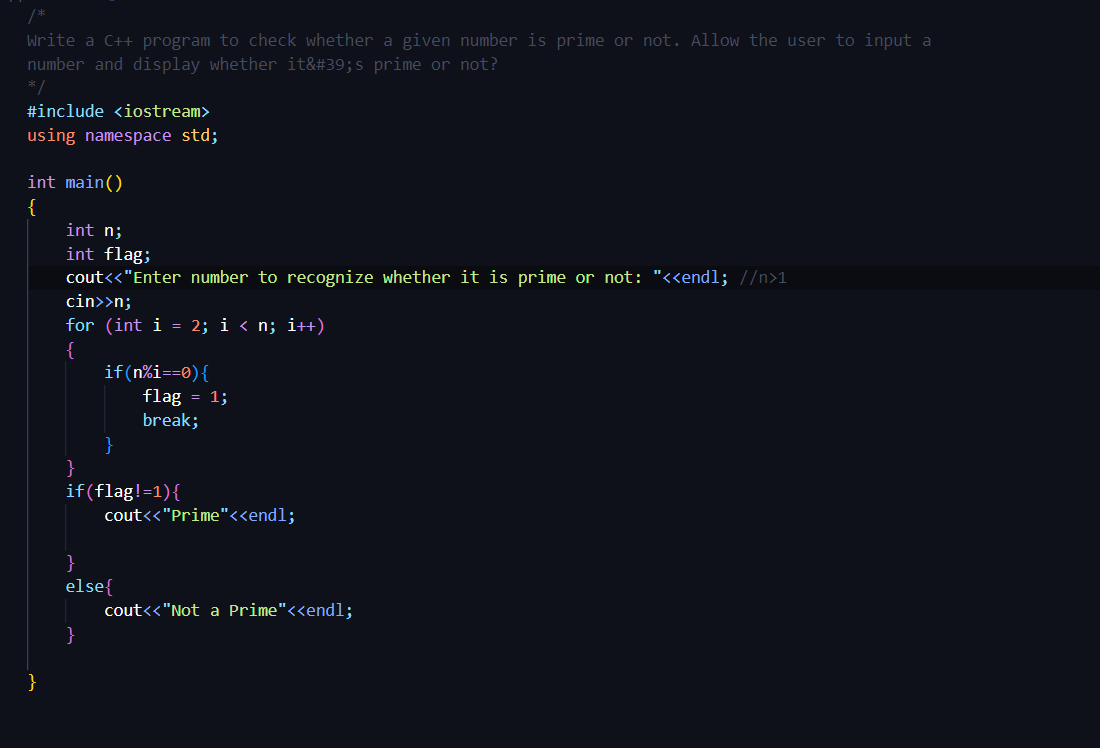 /*
Write a C++ program to check whether a given number is prime or not. Allow the user to input a
number and display whether it&#39;s prime or not?
*/
#include <iostream>
using namespace std;
int main()
{
    int n;
    int flag;
    cout<<"Enter number to recognize whether it is prime or not: "<<endl; //n>1
    cin>>n;
    for (int i = 2; i < n; i++)
    {
        if(n%i==0){
            flag = 1;
            break;
        }
    }
    if(flag!=1){
        cout<<"Prime"<<endl;
    }
    else{
        cout<<"Not a Prime"<<endl;
    }
}